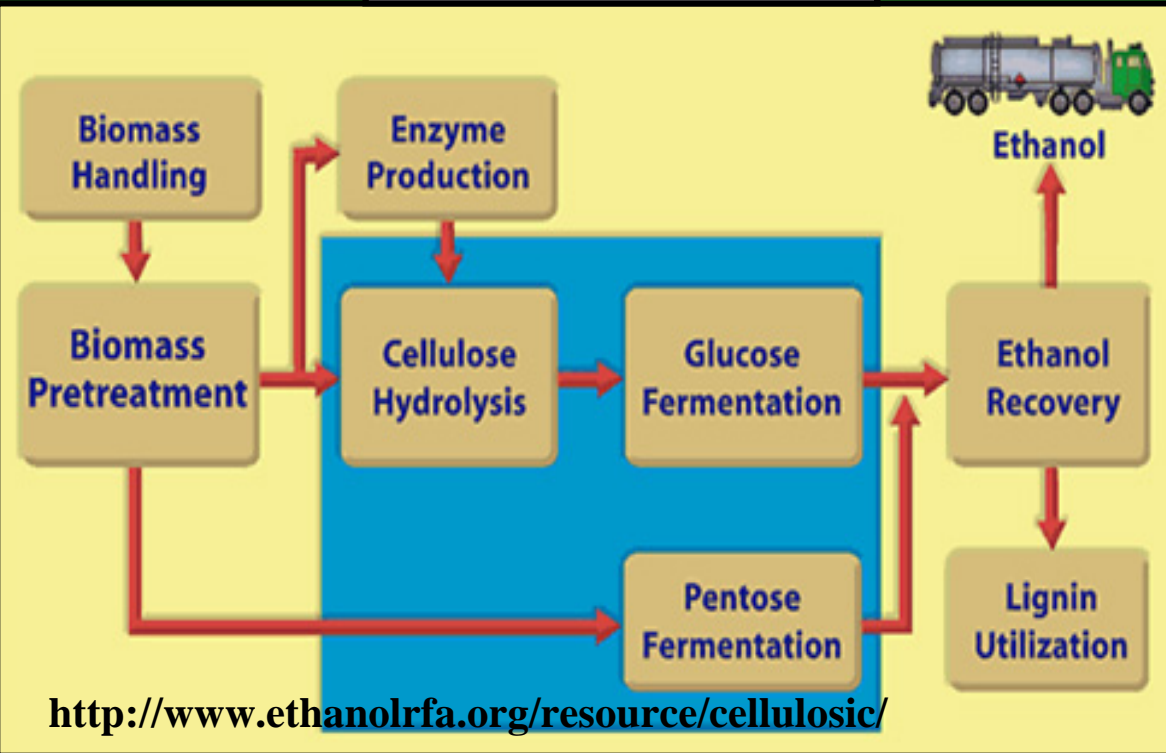 Biomass
Handling
Enzyme
Production
Ethanol
Biomass
Pretreatment
Cellulose
Hydrolysis
Glucose
Fermentation
Ethanol
Recovery
Pentose
Fermentation
Lignin
Utilization
http://www.ethanolrfa.org/resource/cellulosic/